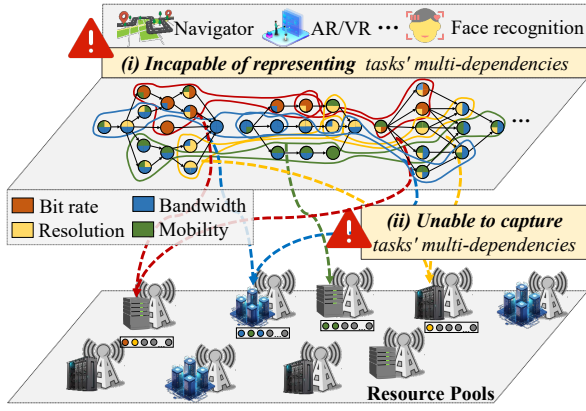 Navigator AR/VR ··· Face recognition
(i) Incapable of representing tasks' multi-dependencies
...
Bit rate Bandwidth
Resolution Mobility
(ii) Unable to capture
tasks' multi-dependencies
Resource Pools